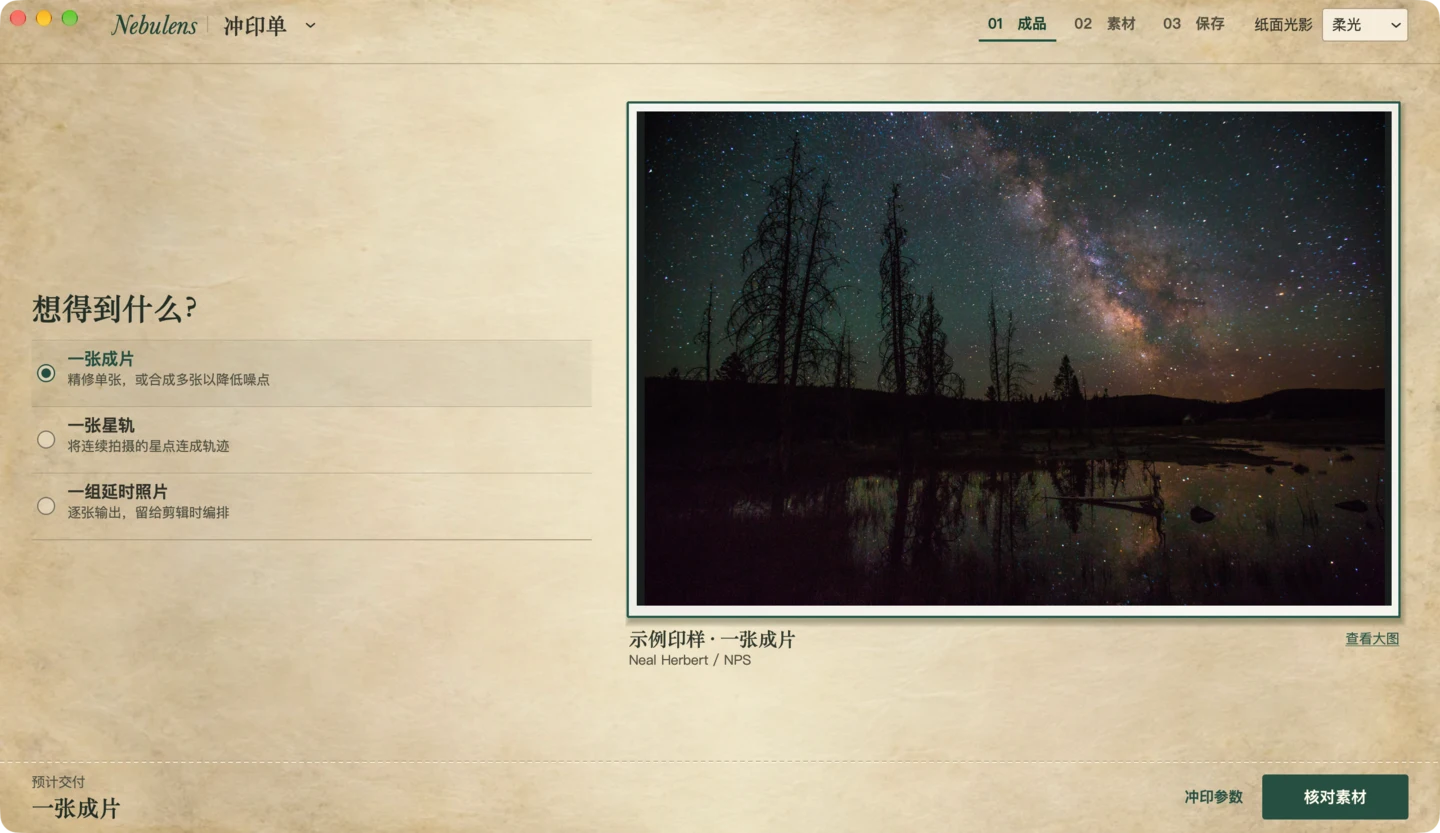 Nebulens 冲印单
01 成品 02 素材 03 保存 纸面光影 柔光
想得到什么?
一张成片
精修单张，或合成多张以降低噪点
一张星轨
将连续拍摄的星点连成轨迹
一组延时照片
逐张输出，留给剪辑时编排
示例印样 · 一张成片
查看大图
Neal Herbert / NPS
预计交付
一张成片
冲印参数
核对素材